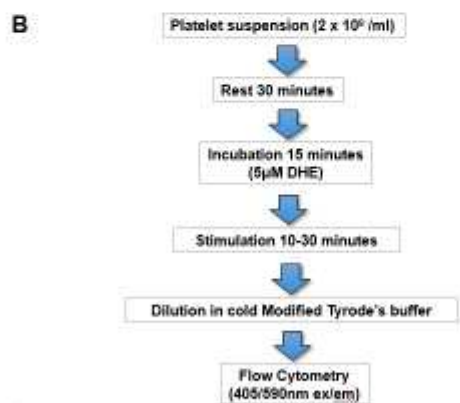 B
Platelet suspension (2 x 10⁸ /ml)
Rest 30 minutes
Incubation 15 minutes
(5µM DHE)
Stimulation 10-30 minutes
Dilution in cold Modified Tyrode's buffer
Flow Cytometry
(405/590nm ex/em)